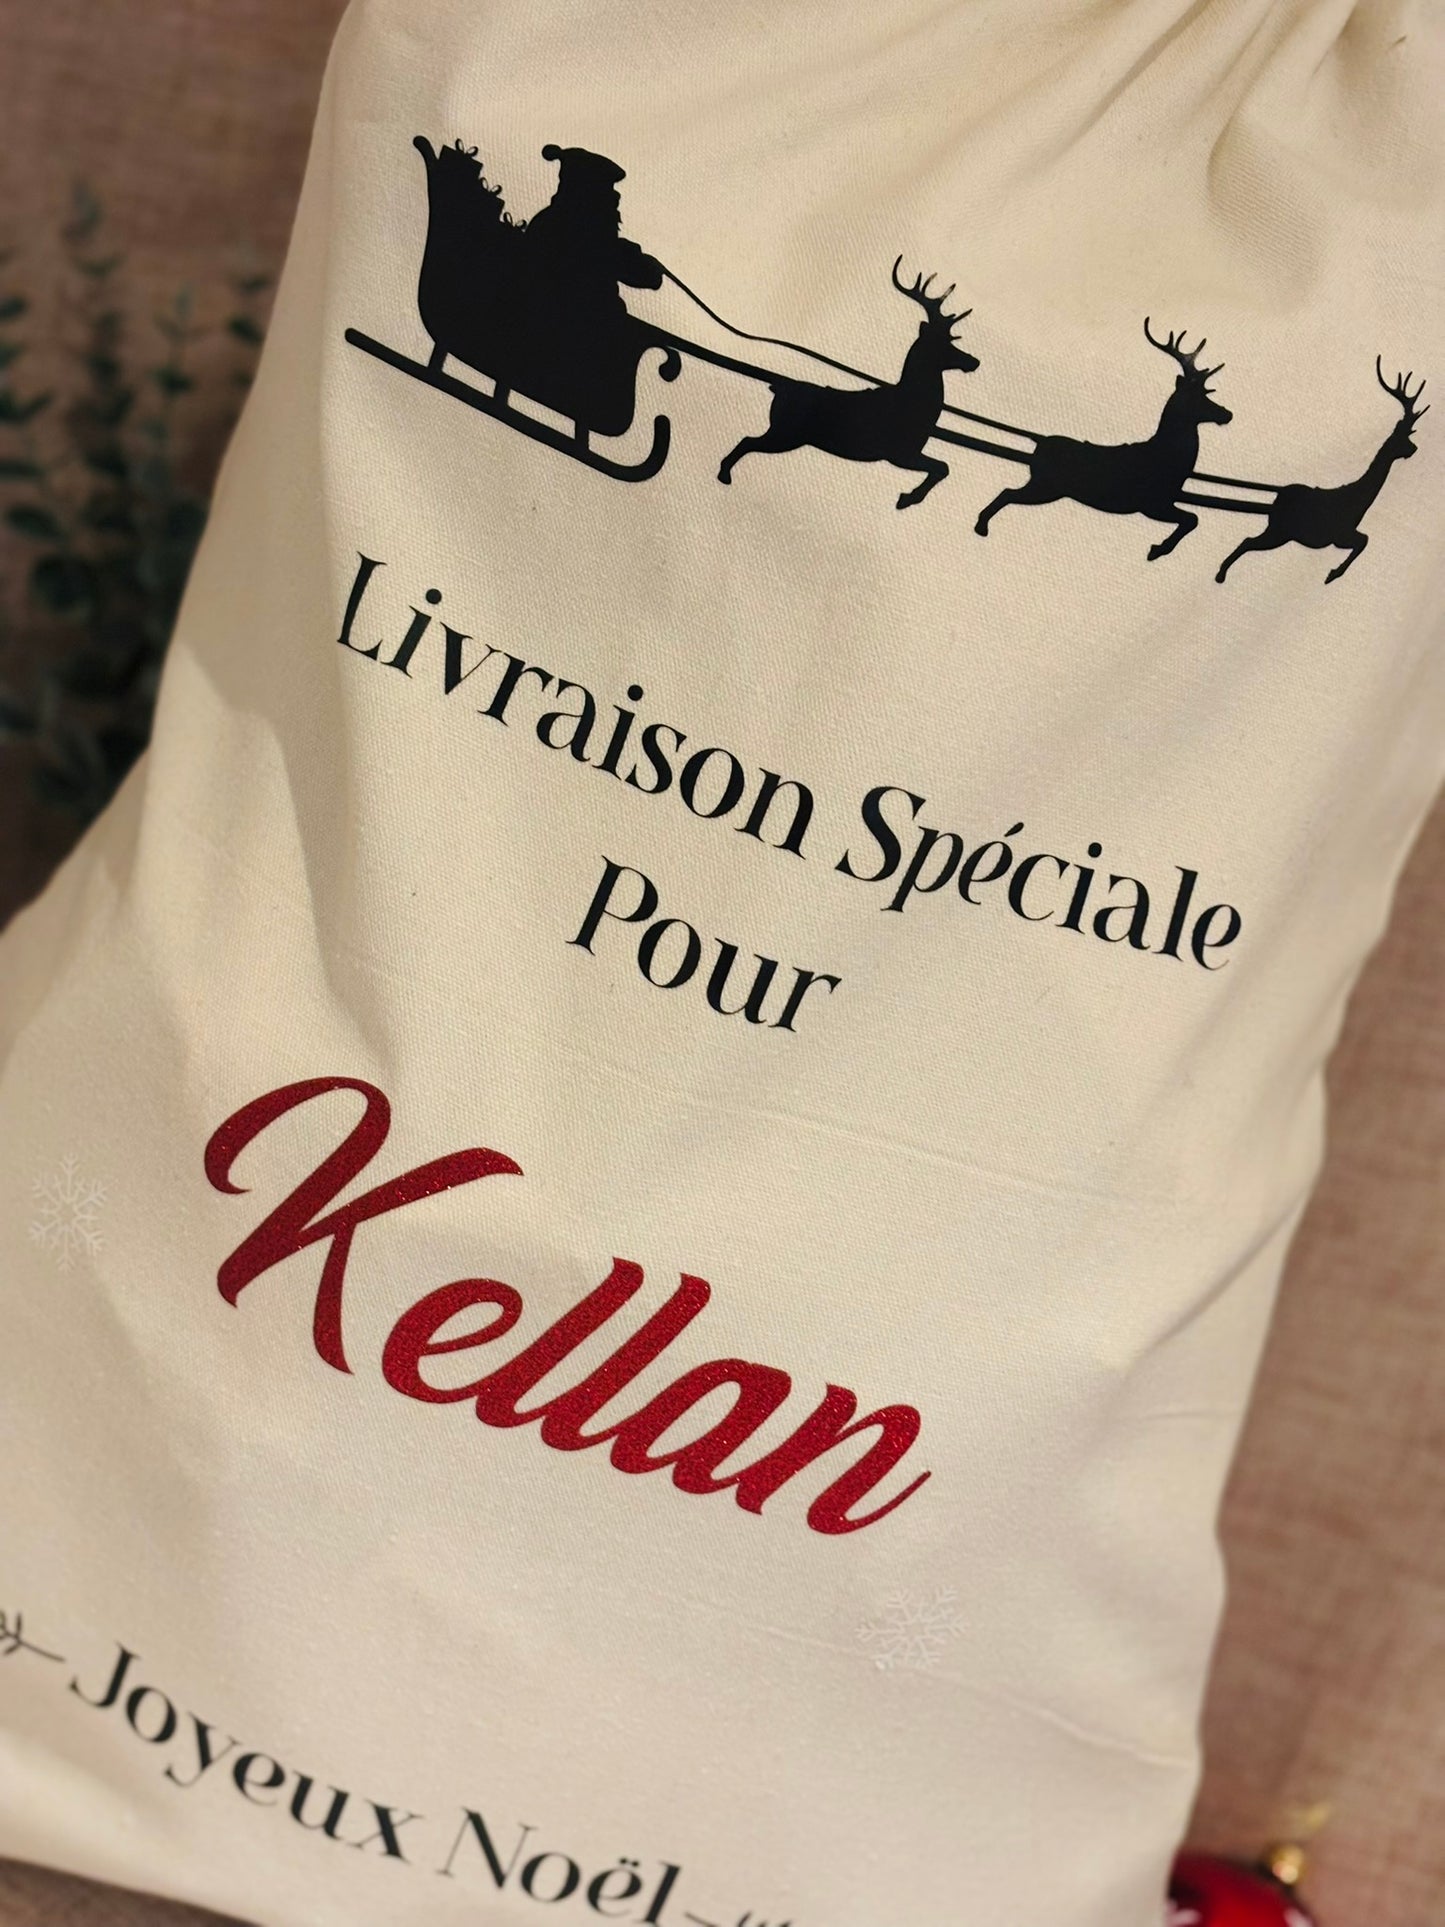 Livraison Spéciale
Pour
Kellan
Joyeux Noël